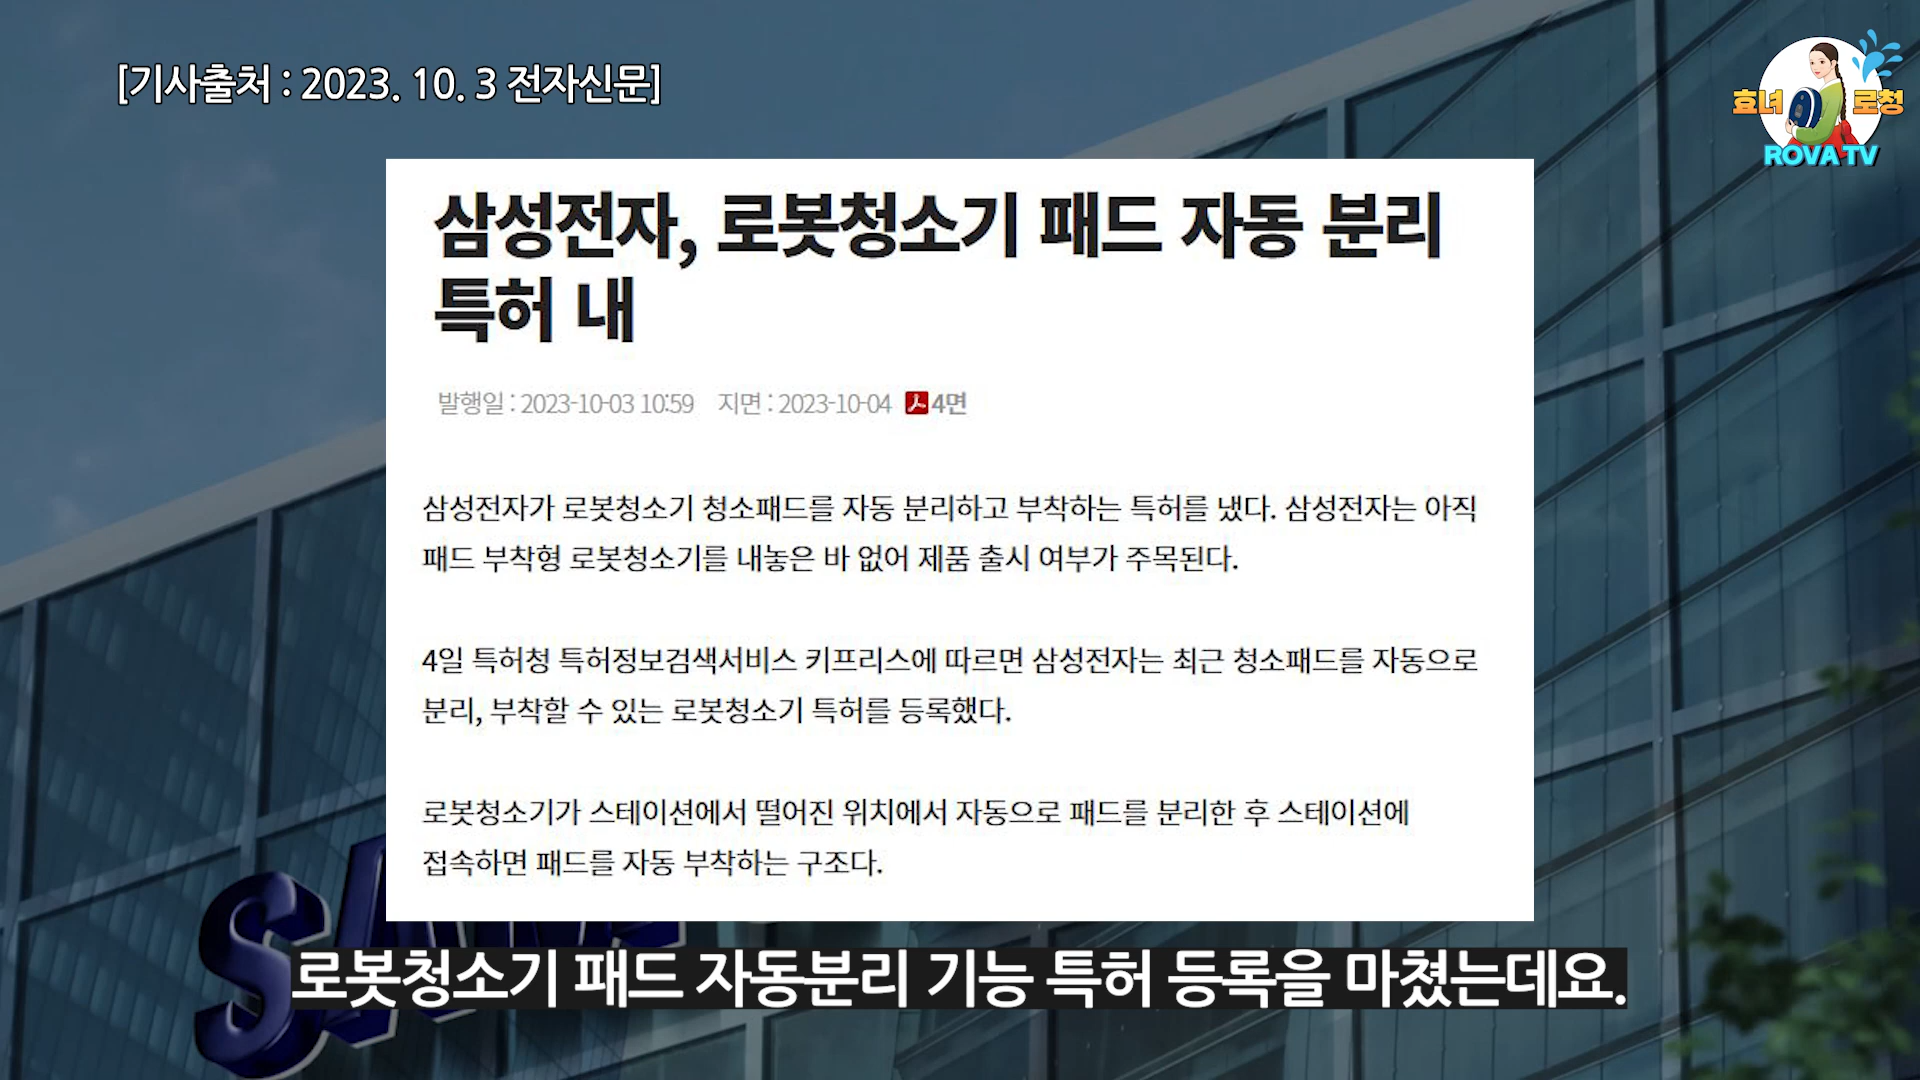 [기사출처 : 2023. 10. 3 전자신문]
효녀 로청
ROVA TV
삼성전자, 로봇청소기 패드 자동 분리
특허 내
발행일 : 2023-10-03 10:59 지면 : 2023-10-04 4면
삼성전자가 로봇청소기 청소패드를 자동 분리하고 부착하는 특허를 냈다. 삼성전자는 아직
패드 부착형 로봇청소기를 내놓은 바 없어 제품 출시 여부가 주목된다.
4일 특허청 특허정보검색서비스 키프리스에 따르면 삼성전자는 최근 청소패드를 자동으로
분리, 부착할 수 있는 로봇청소기 특허를 등록했다.
로봇청소기가 스테이션에서 떨어진 위치에서 자동으로 패드를 분리한 후 스테이션에
접속하면 패드를 자동 부착하는 구조다.
로봇청소기 패드 자동분리 기능 특허 등록을 마쳤는데요.